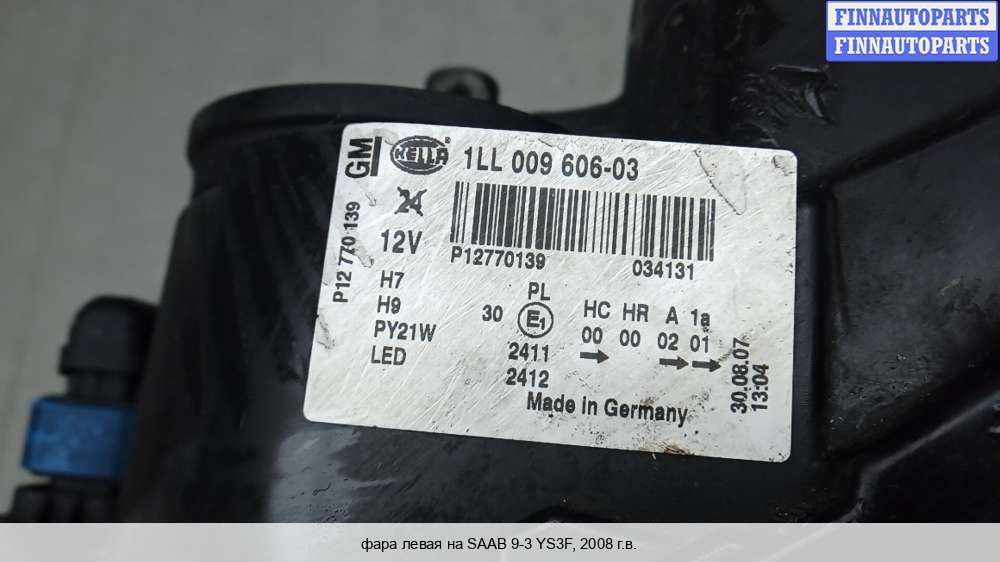 FINNAUTOPARTS
FINNAUTOPARTS
GM HELLA 1LL 009 606-03
24
12V
P12 770 139
P12770139 034131
H7
H9
PY21W
LED
PL
30 E1
2411
2412
HC HR A 1a
00 00 02 01
30.08.07
13:04
Made in Germany
фара левая на SAAB 9-3 YS3F, 2008 г.в.